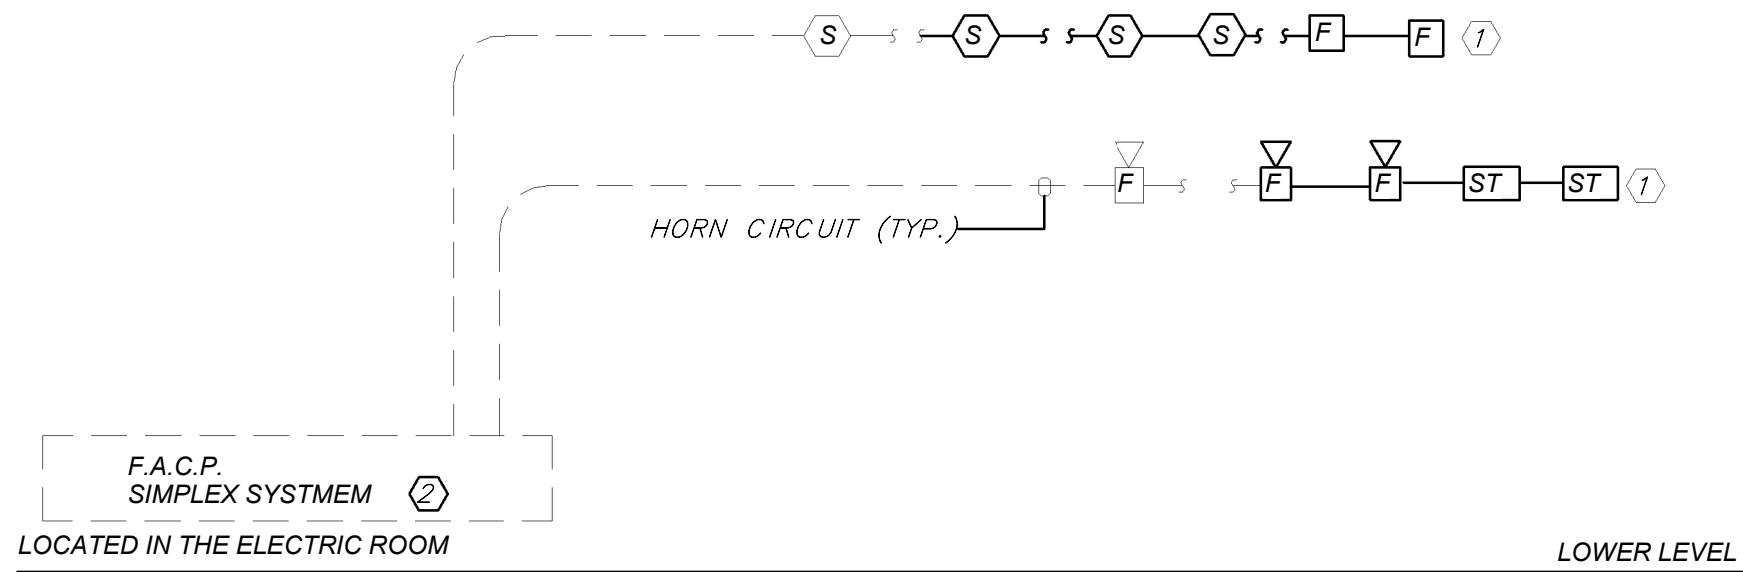 S S S S F F 1
F F F ST ST 1
HORN CIRCUIT (TYP.)
F.A.C.P.
SIMPLEX SYSTMEM 2
LOCATED IN THE ELECTRIC ROOM
LOWER LEVEL